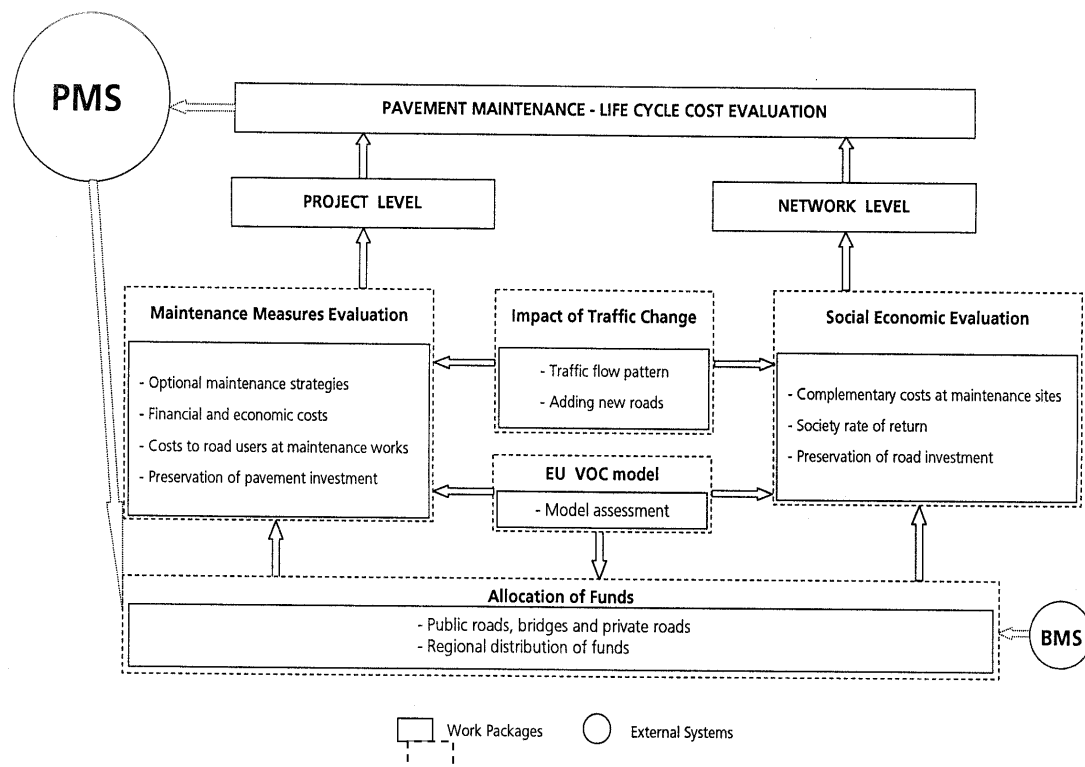 PMS
PAVEMENT MAINTENANCE - LIFE CYCLE COST EVALUATION
PROJECT LEVEL
NETWORK LEVEL
Maintenance Measures Evaluation
- Optional maintenance strategies
- Financial and economic costs
- Costs to road users at maintenance works
- Preservation of pavement investment
Impact of Traffic Change
- Traffic flow pattern
- Adding new roads
Social Economic Evaluation
- Complementary costs at maintenance sites
- Society rate of return
- Preservation of road investment
EU VOC model
- Model assessment
Allocation of Funds
- Public roads, bridges and private roads
- Regional distribution of funds
BMS
Work Packages
External Systems